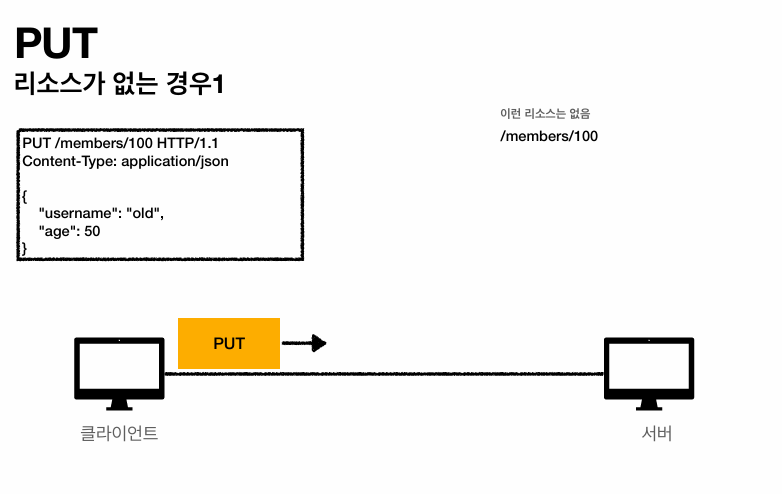 PUT
리소스가 없는 경우1
이런 리소스는 없음
/members/100
PUT /members/100 HTTP/1.1
Content-Type: application/json
{
"username": "old",
"age": 50
}
PUT
클라이언트
서버